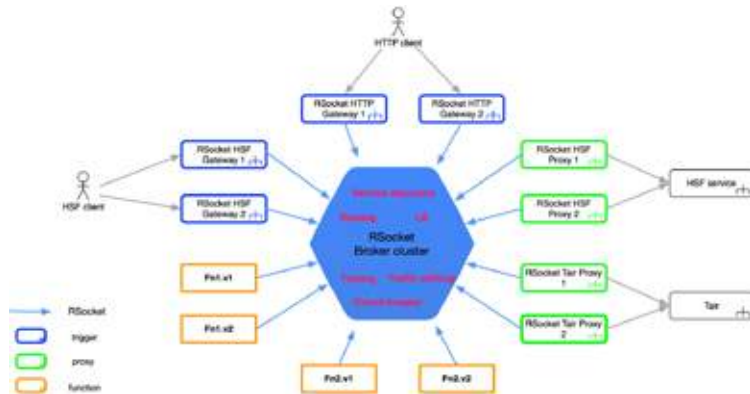 HTTP client
RSocket HTTP
Gateway 1
RSocket HTTP
Gateway 2
RSocket HSF
Gateway 1
RSocket HSF
Proxy 1
HSF client
HSF service
RSocket HSF
Gateway 2
RSocket HSF
Proxy 2
Service discovery
Routing
LB
RSocket
Broker cluster
Fn1.v1
Tracing
Traffic shifting
Circuit breaker
RSocket Tair Proxy
1
Tair
RSocket
Fn1.v2
RSocket Tair Proxy
2
trigger
proxy
function
Fn2.v1
Fn2.v2